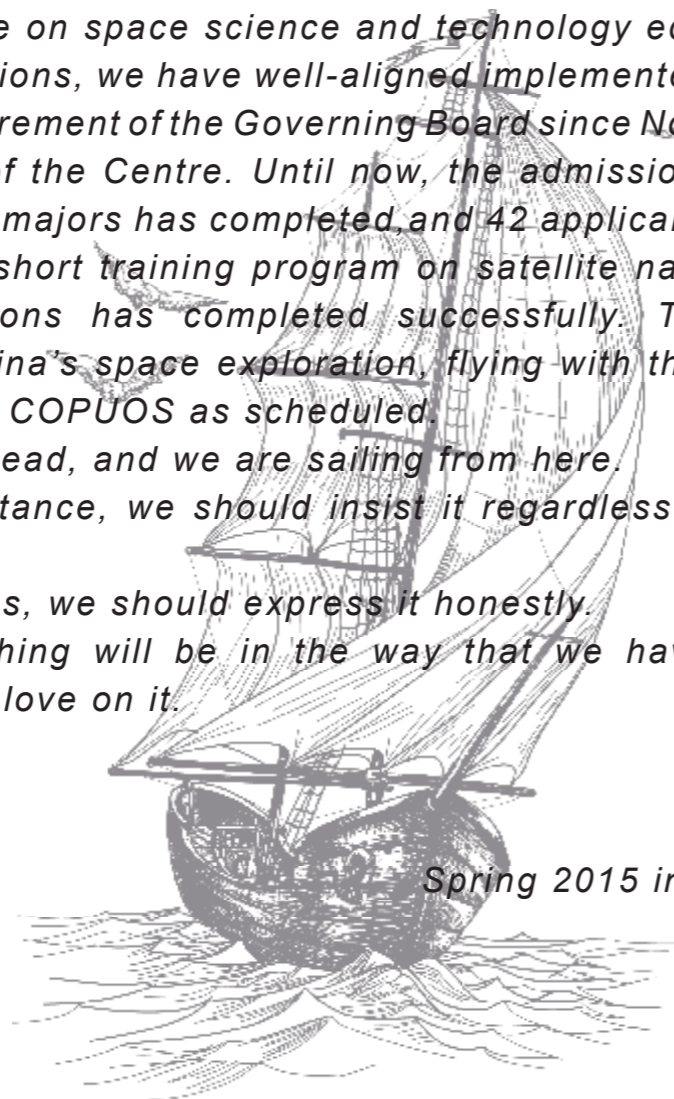 e on space science and technology ed
ions, we have well-aligned implemente
rement of the Governing Board since No
of the Centre. Until now, the admissio
majors has completed,and 42 applica
short training program on satellite na
ons has completed successfully. T
ina's space exploration, flying with th
COPUOS as scheduled.
ead, and we are sailing from here.
tance, we should insist it regardless
s, we should express it honestly.
hing will be in the way that we hav
love on it.
Spring 2015 in